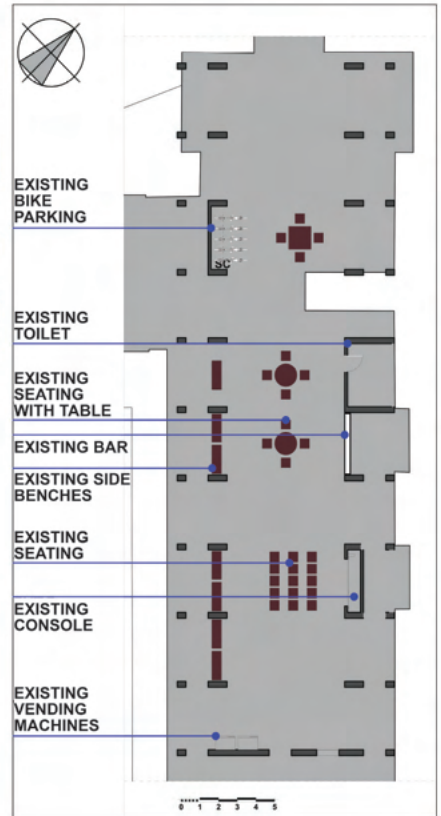 EXISTING
BIKE
PARKING
SC
EXISTING
TOILET
EXISTING
SEATING
WITH TABLE
EXISTING BAR
EXISTING SIDE
BENCHES
EXISTING
SEATING
EXISTING
CONSOLE
EXISTING
VENDING
MACHINES
0 1 2 3 4 5